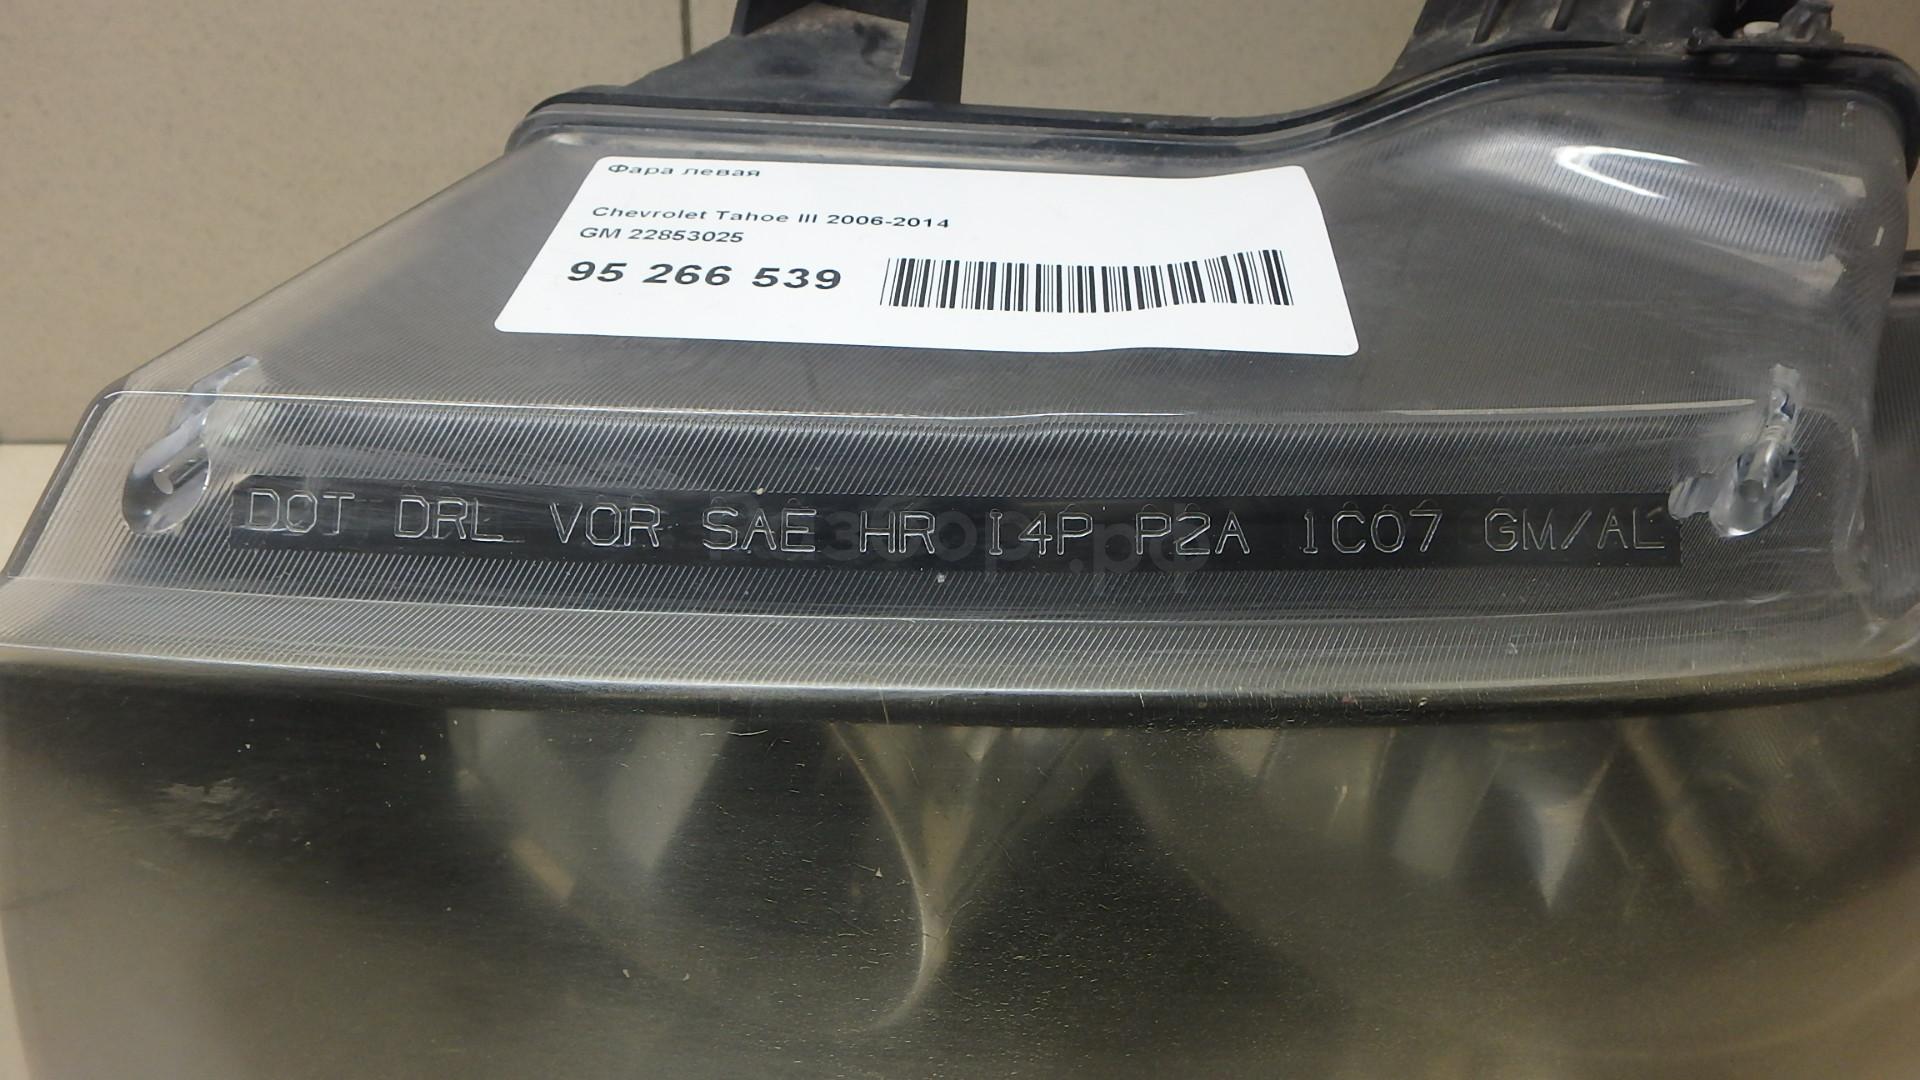 Фара левая
Chevrolet Tahoe III 2006-2014
GM 22853025
95 266 539
DOT DRL VOR SAE HR I4P P2A 1C07 GM/AL